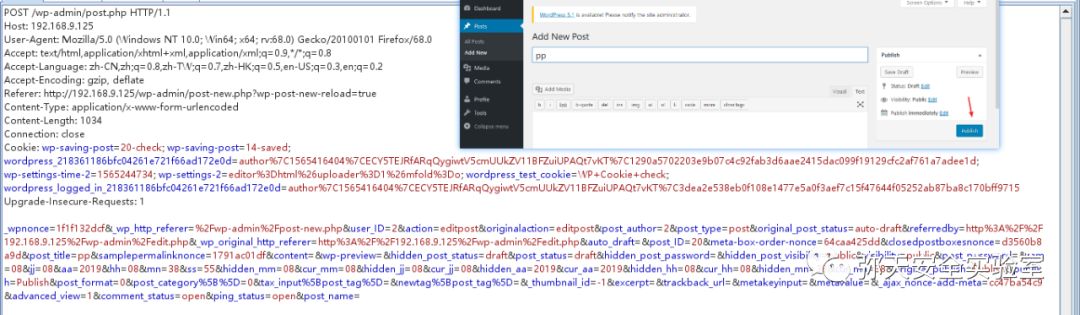 POST /wp-admin/post.php HTTP/1.1
Host: 192.168.9.125
User-Agent: Mozilla/5.0 (Windows NT 10.0; Win64; x64; rv:68.0) Gecko/20100101 Firefox/68.0
Accept: text/html,application/xhtml+xml,application/xml;q=0.9,*/*;q=0.8
Accept-Language: zh-CN,zh;q=0.8,zh-TW;q=0.7,zh-HK;q=0.5,en-US;q=0.3,en;q=0.2
Accept-Encoding: gzip, deflate
Referer: http://192.168.9.125/wp-admin/post-new.php?wp-post-new-reload=true
Content-Type: application/x-www-form-urlencoded
Content-Length: 1034
Connection: close
Cookie: wp-saving-post=20-check; wp-saving-post=14-saved;
wordpress_218361186bfc04261e721f66ad172e0d=author%7C1565416404%7CECY5TEJRfARqQygiwtV5cmUUkZV11BFZuiUPAQt7vKT%7C1290a5702203e9b07c4c92fab3d6aae2415dac099f19129cfc2af761a7adee1d;
wp-settings-time-2=1565244734; wp-settings-2=editor%3Dhtml%26uploader%3D1%26mfold%3Do; wordpress_test_cookie=WP+Cookie+check;
wordpress_logged_in_218361186bfc04261e721f66ad172e0d=author%7C1565416404%7CECY5TEJRfARqQygiwtV5cmUUkZV11BFZuiUPAQt7vKT%7C3dea2e538eb0f108e1477e5a0f3aef7c15f47644f05252ab87ba8c170bff9715
Upgrade-Insecure-Requests: 1
_wpnonce=1f1f132dcf&_wp_http_referer=%2Fwp-admin%2Fpost-new.php&user_ID=2&action=editpost&originalaction=editpost&post_author=2&post_type=post&original_post_status=auto-draft&referredby=http%3A%2F%2F
192.168.9.125%2Fwp-admin%2Fedit.php&_wp_original_http_referer=http%3A%2F%2F192.168.9.125%2Fwp-admin%2Fedit.php&auto_draft=&post_ID=20&meta-box-order-nonce=64caa425dd&closedpostboxesnonce=d3560b8
a9d&post_title=pp&samplepermalinknonce=1791ac01df&content=&wp-preview=&hidden_post_status=draft&post_status=draft&hidden_post_password=&hidden_post_visibility=public&visibility=public
=08&jj=08&aa=2019&hh=08&mn=38&ss=55&hidden_mm=08&cur_mm=08&hidden_jj=08&cur_jj=08&hidden_aa=2019&cur_aa=2019&hidden_hh=08&cur_hh=08&hidden_mn
h=Publish&post_format=0&post_category%5B%5D=0&tax_input%5Bpost_tag%5D=&newtag%5Bpost_tag%5D=&_thumbnail_id=-1&excerpt=&trackback_url=&metakeyinput=&metavalue=&_ajax_nonce-add-meta=cc47ba54c9
&advanced_view=1&comment_status=open&ping_status=open&post_name=
Dashboard
Posts
All Posts
Add New
Media
Comments
Profile
Tools
Collapse menu
Screen Options
Help
WordPress 5.1 is available! Please notify the site administrator.
Add New Post
pp
Add Media
Visual
Text
b
i
link
b-quote
del
ins
img
ul
ol
li
code
more
close tags
Publish
Save Draft
Preview
Status: Draft Edit
Visibility: Public Edit
Publish immediately Edit
Publish
弥天安全实验室